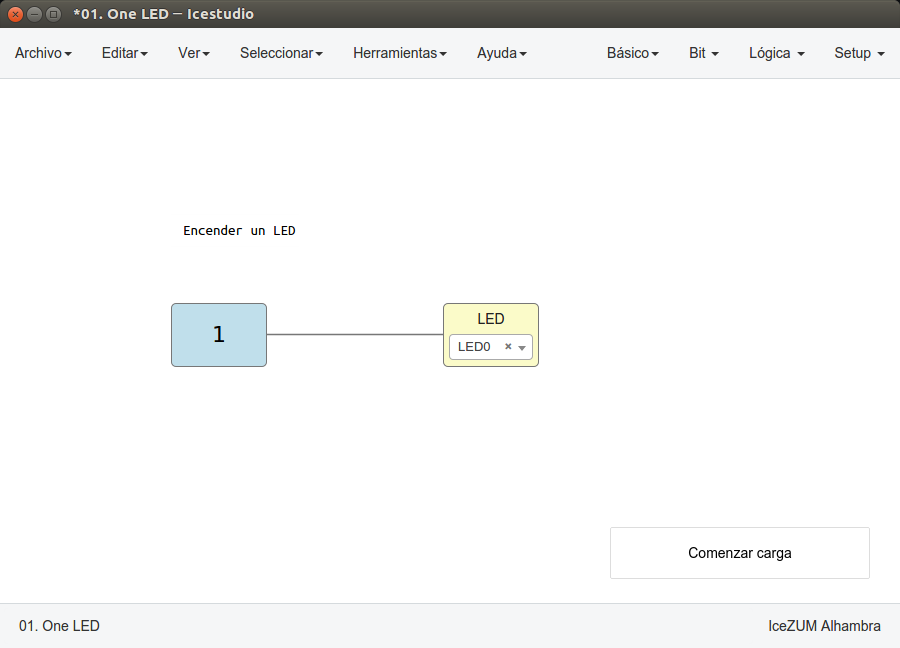 *01. One LED — Icestudio
Archivo Editar Ver Seleccionar Herramientas Ayuda Básico Bit Lógica Setup
Encender un LED
1
LED
LED0
Comenzar carga
01. One LED
IceZUM Alhambra